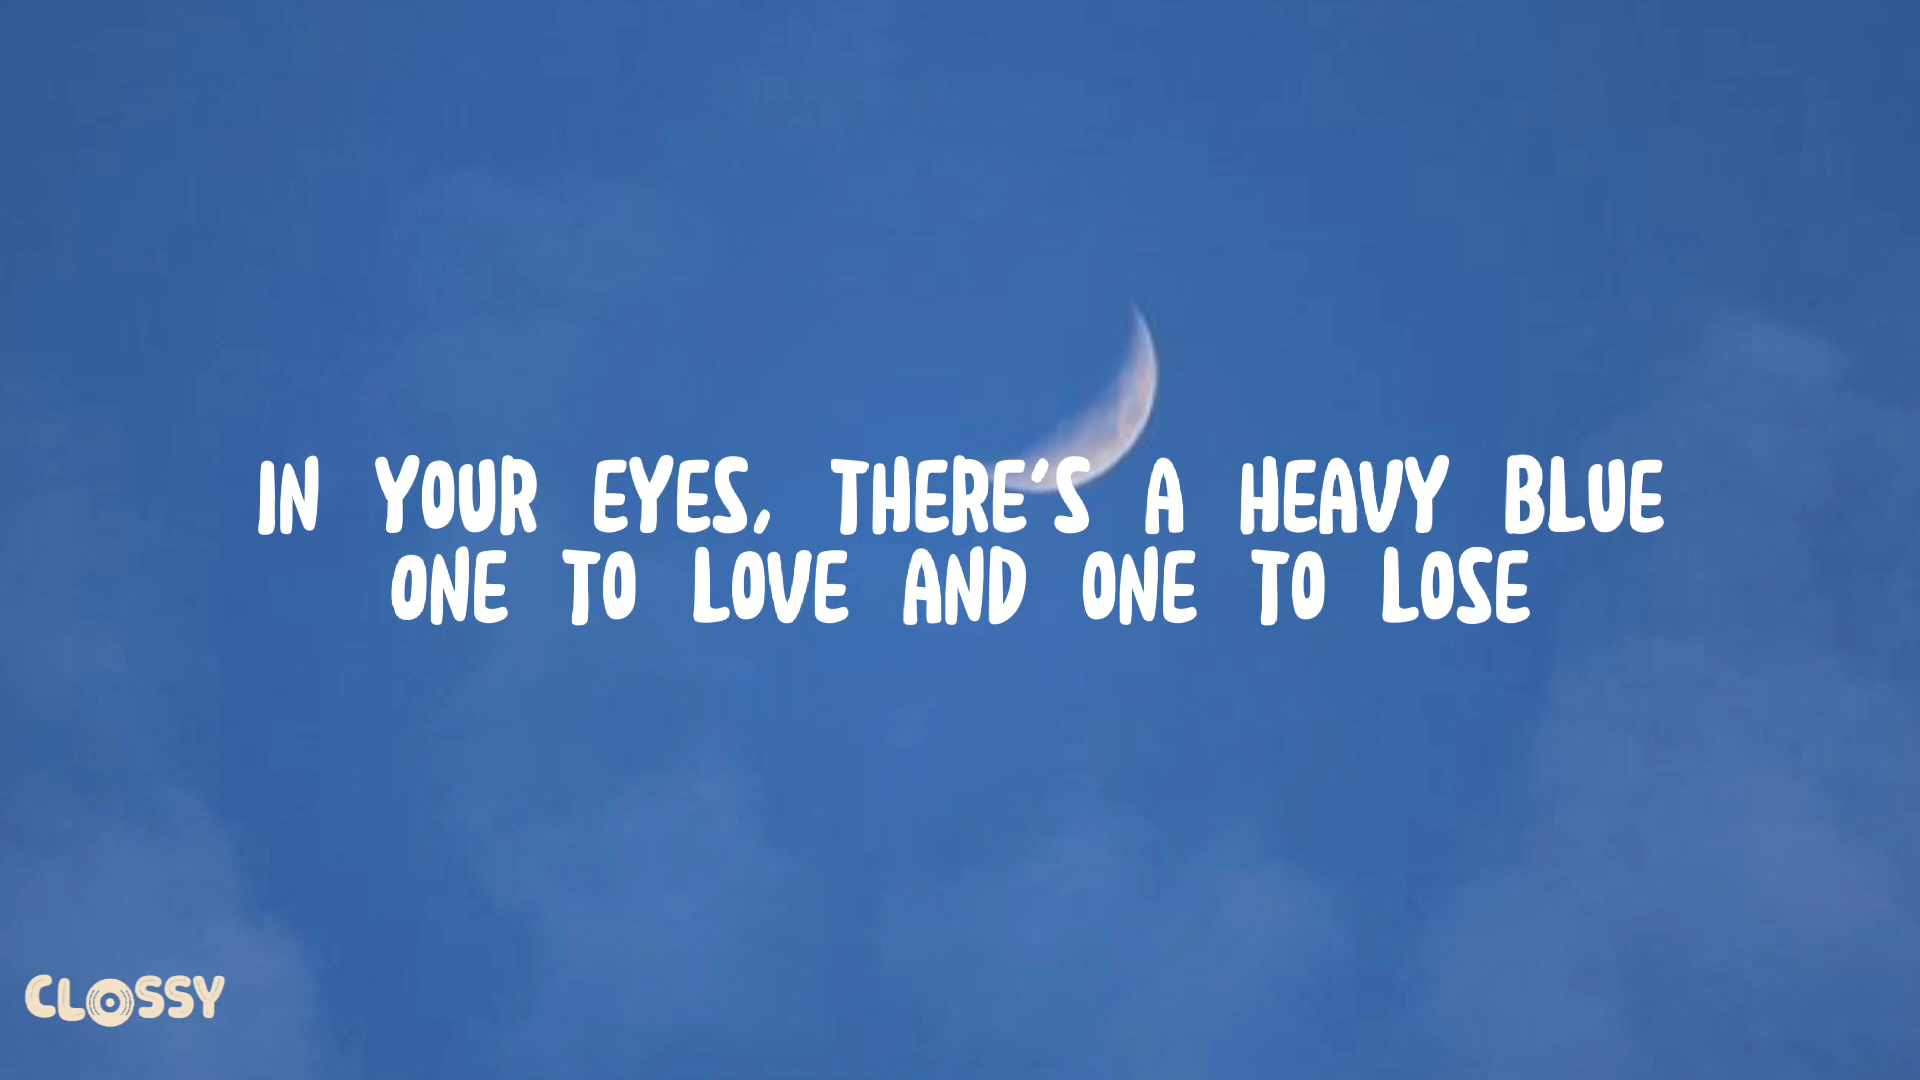 IN YOUR EYES, THERE'S A HEAVY BLUE
ONE TO LOVE AND ONE TO LOSE
CLOSSY